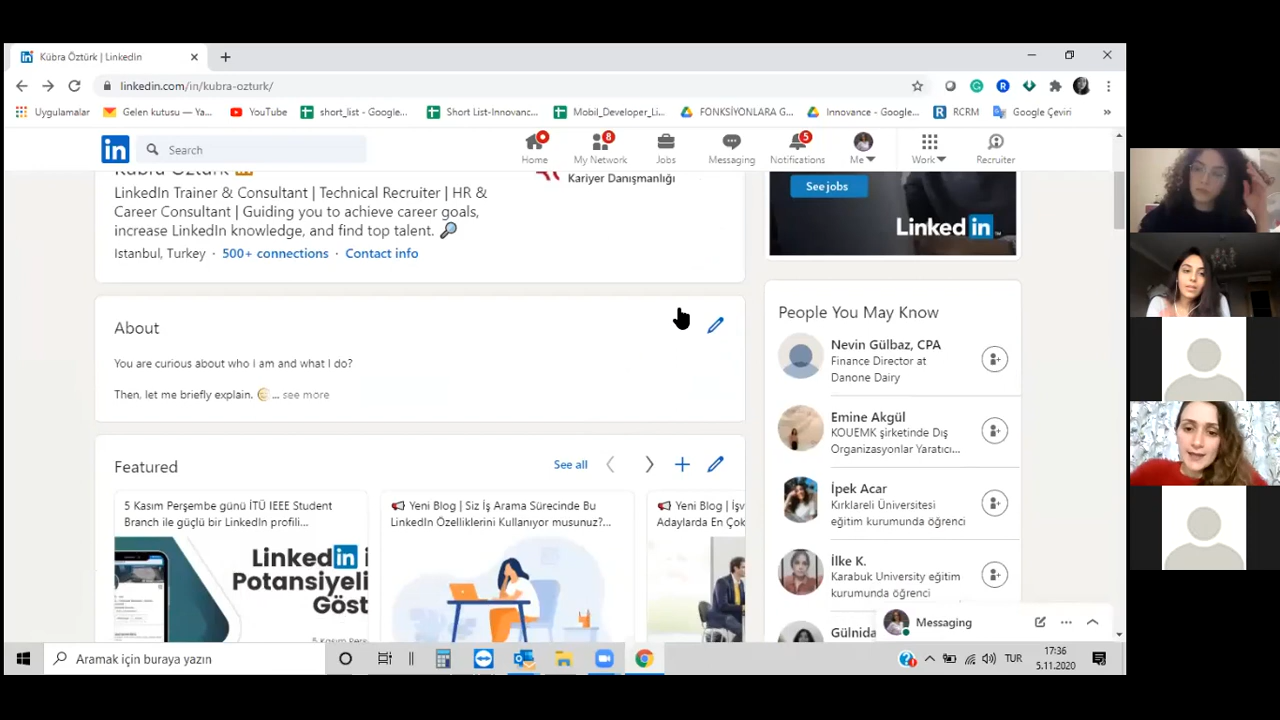 Kübra Öztürk | LinkedIn
linkedin.com/in/kubra-ozturk/
Uygulamalar
Gelen kutusu — Ya...
YouTube
short_list - Google...
Short List-Innovanc...
Mobil_Developer_Li...
FONKSİYONLARA G...
Innovance - Google...
RCRM
Google Çeviri
»
in
Search
Home
8
My Network
Jobs
Messaging
5
Notifications
Me
Work
Recruiter
Kübra Öztürk
Kariyer Danışmanlığı
LinkedIn Trainer & Consultant | Technical Recruiter | HR &
Career Consultant | Guiding you to achieve career goals,
increase LinkedIn knowledge, and find top talent. 🔎
Istanbul, Turkey · 500+ connections · Contact info
See jobs
Linked in
About
You are curious about who I am and what I do?
Then, let me briefly explain. ... see more
Featured
See all
5 Kasım Perşembe günü İTÜ IEEE Student
Branch ile güçlü bir LinkedIn profili...
Linkedin i
Potansiyeli
Göst
📢 Yeni Blog | Siz İş Arama Sürecinde Bu
LinkedIn Özelliklerini Kullanıyor musunuz?...
📢 Yeni Blog | İşv
Adaylarda En Çok
People You May Know
Nevin Gülbaz, CPA
Finance Director at
Danone Dairy
Emine Akgül
KOUEMK şirketinde Dış
Organizasyonlar Yaratıcı...
İpek Acar
Kırklareli Üniversitesi
eğitim kurumunda öğrenci
İlke K.
Karabuk University eğitim
kurumunda öğrenci
Gülnida
Messaging
Aramak için buraya yazın
TUR
17:36
5.11.2020